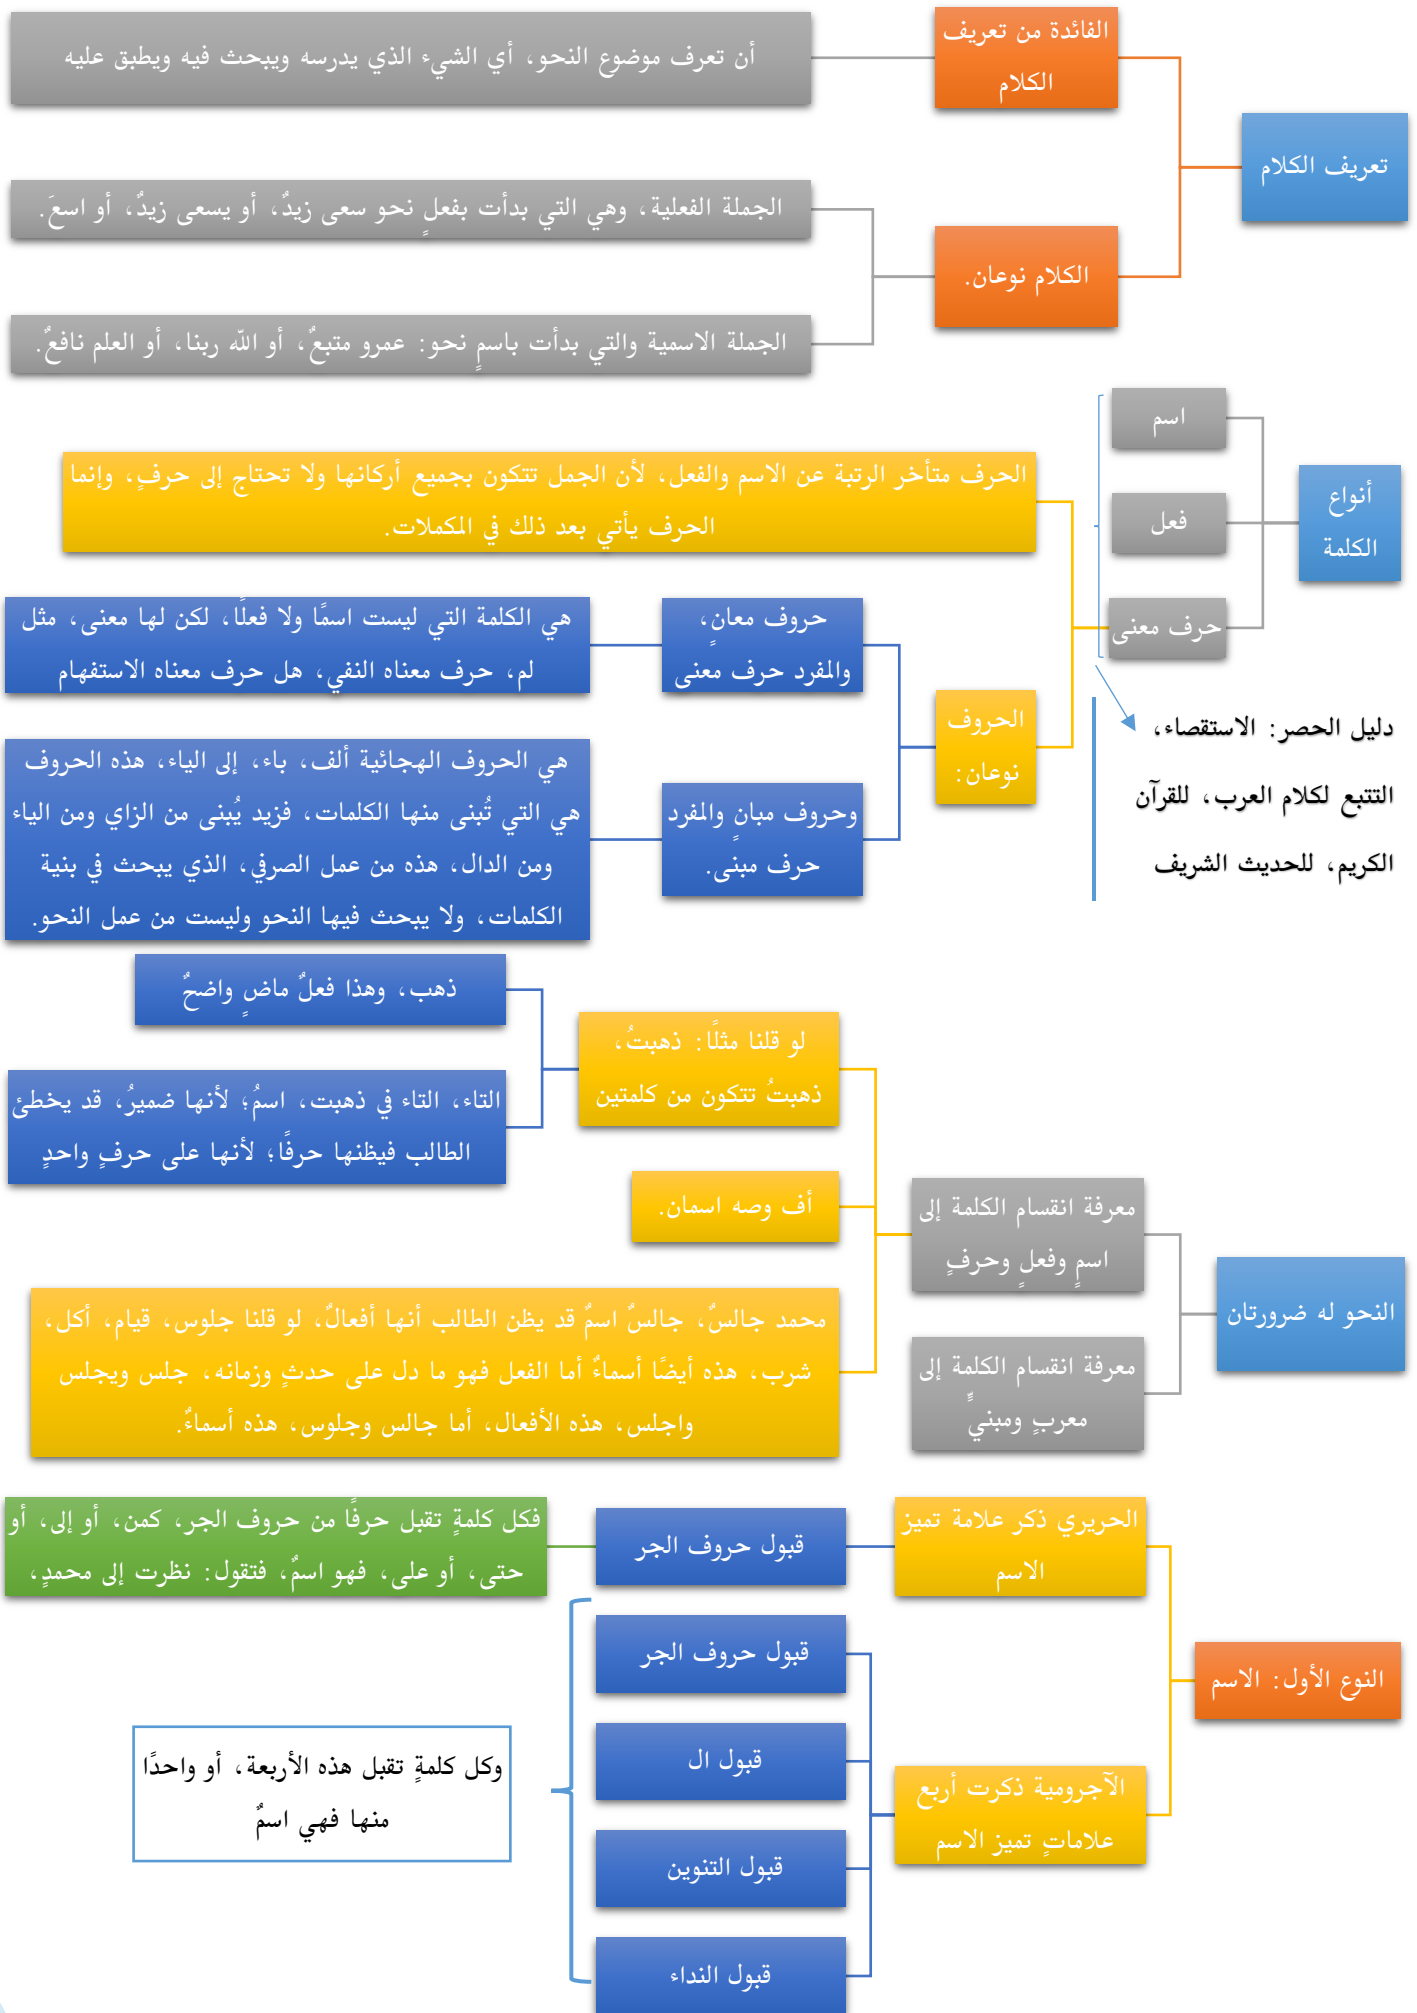 تعريف الكلام
الفائدة من تعريف
الكلام
أن تعرف موضوع النحو، أي الشيء الذي يدرسه ويبحث فيه ويطبق عليه
الكلام نوعان.
الجملة الفعلية، وهي التي بدأت بفعلٍ نحو سعى زيدٌ، أو يسعى زيدٌ، أو اسعَ.
الجملة الاسمية والتي بدأت باسمٍ نحو: عمرو متبعٌ، أو الله ربنا، أو العلم نافعٌ.
أنواع
الكلمة
اسم
فعل
حرف معنى
دليل الحصر: الاستقصاء،
التتبع لكلام العرب، للقرآن
الكريم، للحديث الشريف
الحرف متأخر الرتبة عن الاسم والفعل، لأن الجمل تتكون بجميع أركانها ولا تحتاج إلى حرفٍ، وإنما
الحرف يأتي بعد ذلك في المكملات.
الحروف
نوعان:
حروف معانٍ،
والمفرد حرف معنى
هي الكلمة التي ليست اسمًا ولا فعلًا، لكن لها معنى، مثل
لم، حرف معناه النفي، هل حرف معناه الاستفهام
وحروف مبانٍ والمفرد
حرف مبنًى.
هي الحروف الهجائية ألف، باء، إلى الياء، هذه الحروف
هي التي تُبنى منها الكلمات، فزيد يُبنى من الزاي ومن الياء
ومن الدال، هذه من عمل الصرفي، الذي يبحث في بنية
الكلمات، ولا يبحث فيها النحو وليست من عمل النحو.
النحو له ضرورتان
معرفة انقسام الكلمة إلى
اسمٍ وفعلٍ وحرفٍ
لو قلنا مثلًا: ذهبتُ،
ذهبتُ تتكون من كلمتين
ذهب، وهذا فعلٌ ماضٍ واضحٌ
التاء، التاء في ذهبت، اسمُ؛ لأنها ضميرُ، قد يخطئ
الطالب فيظنها حرفًا؛ لأنها على حرفٍ واحدٍ
أف وصه اسمان.
محمد جالسٌ، جالسٌ اسمٌ قد يظن الطالب أنها أفعالٌ، لو قلنا جلوس، قيام، أكل،
شرب، هذه أيضًا أسماءٌ أما الفعل فهو ما دل على حدثٍ وزمانه، جلس ويجلس
واجلس، هذه الأفعال، أما جالس وجلوس، هذه أسماءٌ.
معرفة انقسام الكلمة إلى
معربٍ ومبنيٍّ
النوع الأول: الاسم
الحريري ذكر علامة تميز
الاسم
قبول حروف الجر
فكل كلمةٍ تقبل حرفًا من حروف الجر، كمن، أو إلى، أو
حتى، أو على، فهو اسمٌ، فتقول: نظرت إلى محمدٍ،
الآجرومية ذكرت أربع
علاماتٍ تميز الاسم
قبول حروف الجر
قبول ال
قبول التنوين
قبول النداء
وكل كلمةٍ تقبل هذه الأربعة، أو واحدًا
منها فهي اسمٌ